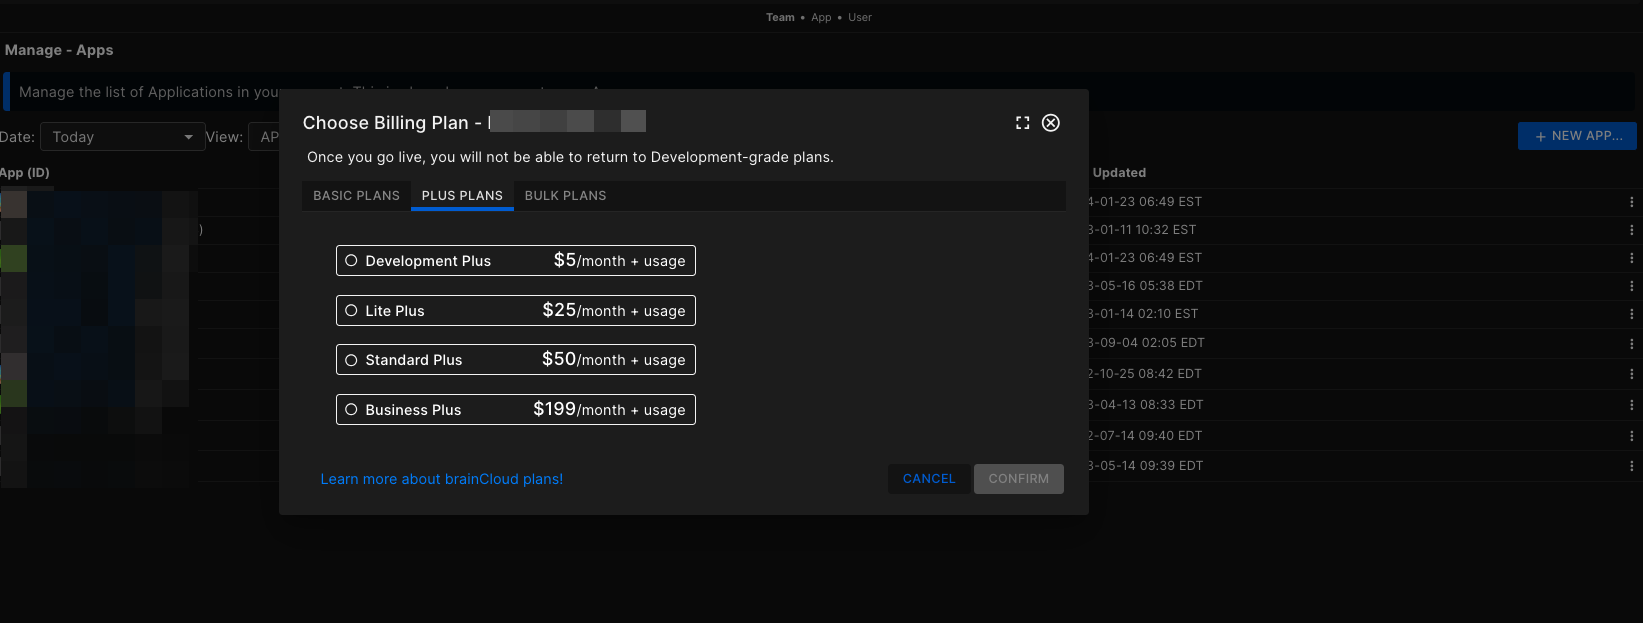 Team • App • User
Manage - Apps
Manage the list of Applications in you
Date: Today View: AP
+ NEW APP...
App (ID) Updated
Choose Billing Plan -
Once you go live, you will not be able to return to Development-grade plans.
BASIC PLANS PLUS PLANS BULK PLANS
Development Plus $5/month + usage
Lite Plus $25/month + usage
Standard Plus $50/month + usage
Business Plus $199/month + usage
Learn more about brainCloud plans! CANCEL CONFIRM
4-01-23 06:49 EST
)
3-01-11 10:32 EST
4-01-23 06:49 EST
3-05-16 05:38 EDT
3-01-14 02:10 EST
3-09-04 02:05 EDT
2-10-25 08:42 EDT
3-04-13 08:33 EDT
2-07-14 09:40 EDT
3-05-14 09:39 EDT